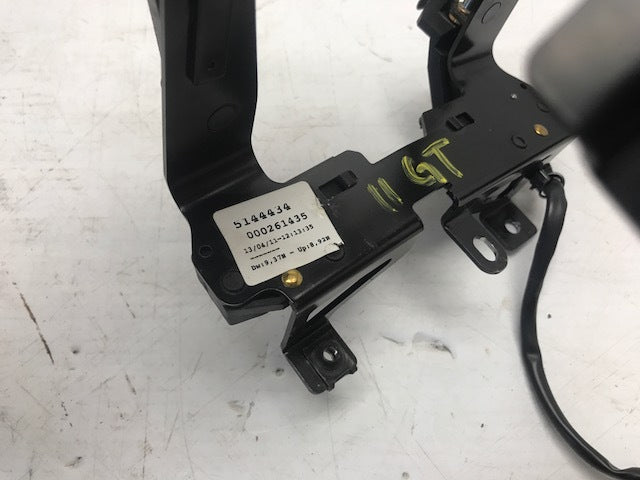 5144434
000261435
13/04/11-12:13:35
------
Dw:9.37N - Up:8.92N
11 GT